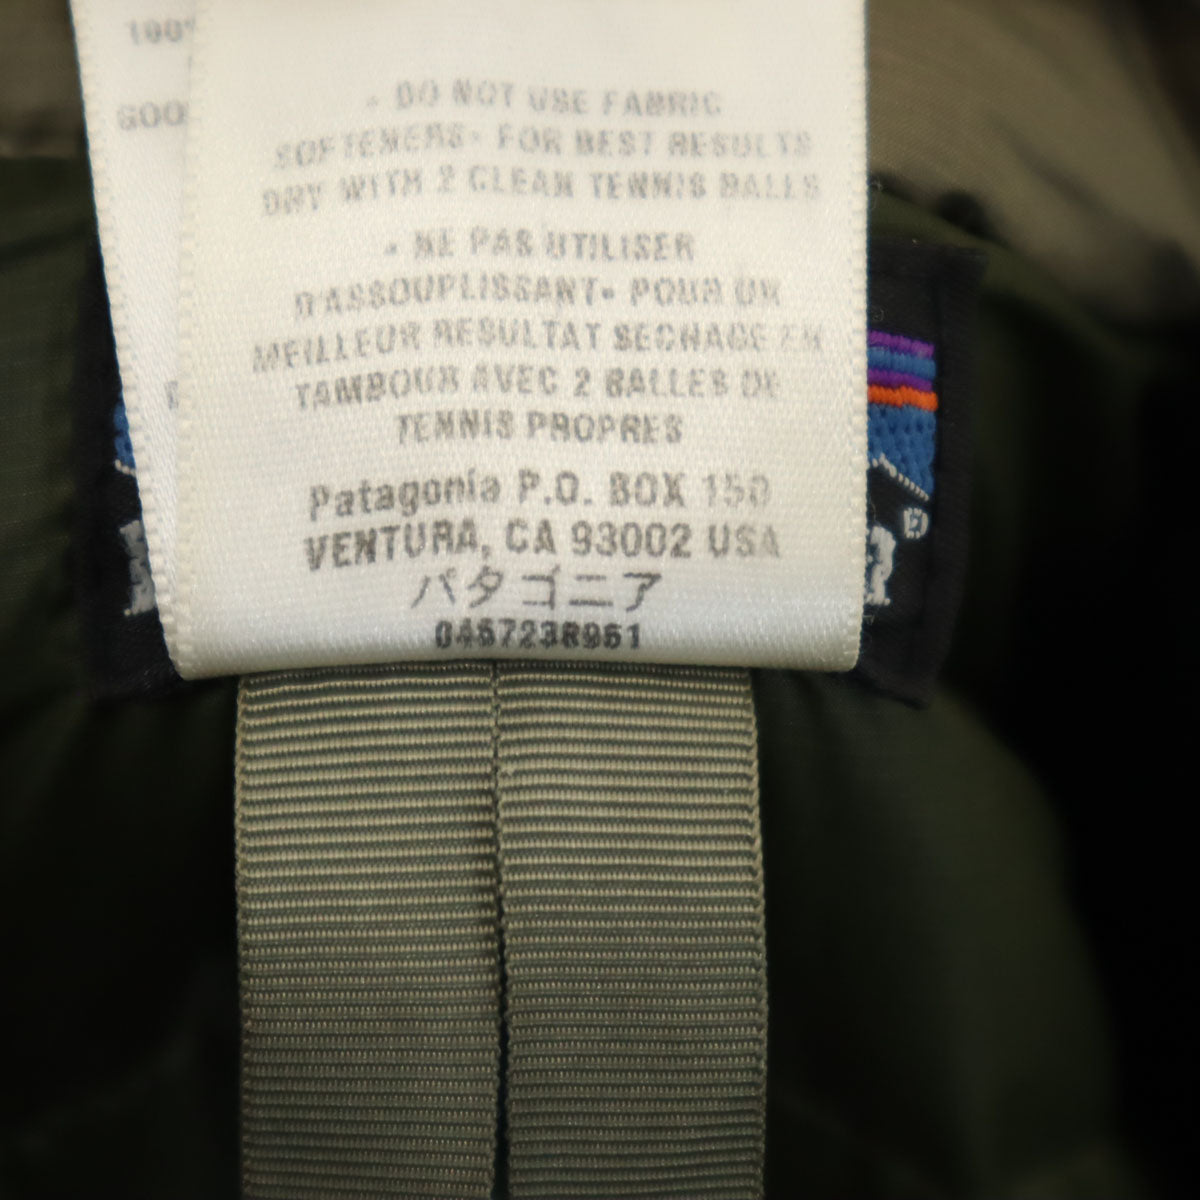 100%
GOO
• DO NOT USE FABRIC
SOFTENERS• FOR BEST RESULTS
DRY WITH 2 CLEAN TENNIS BALLS
• NE PAS UTILISER
D'ASSOUPLISSANT• POUR UN
MEILLEUR RESULTAT SECHAGE EN
TAMBOUR AVEC 2 BALLES DE
TENNIS PROPRES
Patagonia P.O. BOX 150
VENTURA, CA 93002 USA
パタゴニア